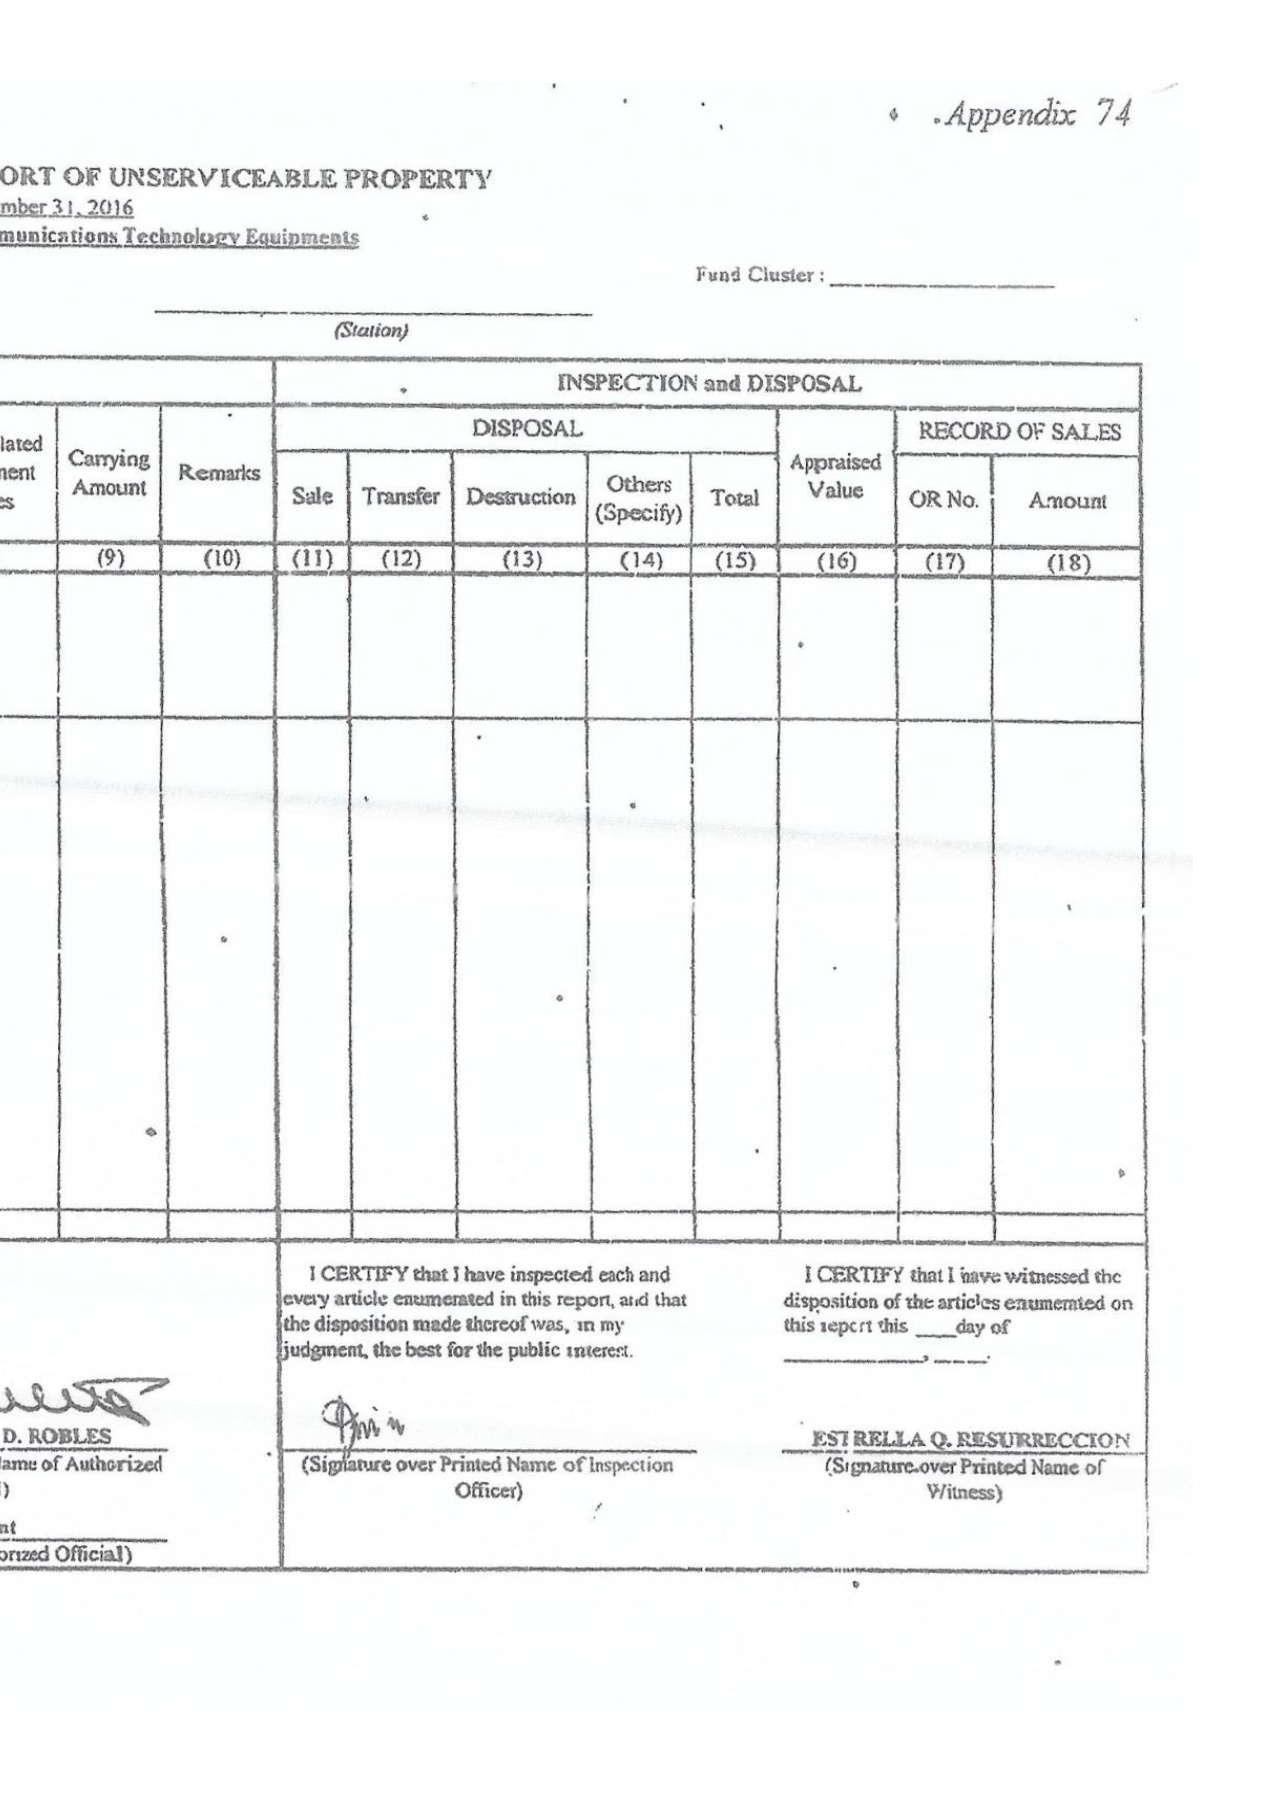 Appendix 74
ORT OF UNSERVICEABLE PROPERTY
mber 31, 2016
munications Technology Equipments
Fund Cluster : ____________________
(Station)
INSPECTION and DISPOSAL
DISPOSAL
RECORD OF SALES
lated
nent
es
Carrying
Amount
Remarks
Sale
Transfer
Destruction
Others
(Specify)
Total
Appraised
Value
OR No.
Amount
(9) (10) (11) (12) (13) (14) (15) (16) (17) (18)
I CERTIFY that I have inspected each and
every article enumerated in this report, and that
the disposition made thereof was, in my
judgment, the best for the public interest.
I CERTIFY that I have witnessed the
disposition of the articles enumerated on
this report this ____day of
____________, _____.
D. ROBLES
ame of Authorized
)
nt
orized Official)
(Signature over Printed Name of Inspection
Officer)
ESTRELLA Q. RESURRECCION
(Signature over Printed Name of
Witness)